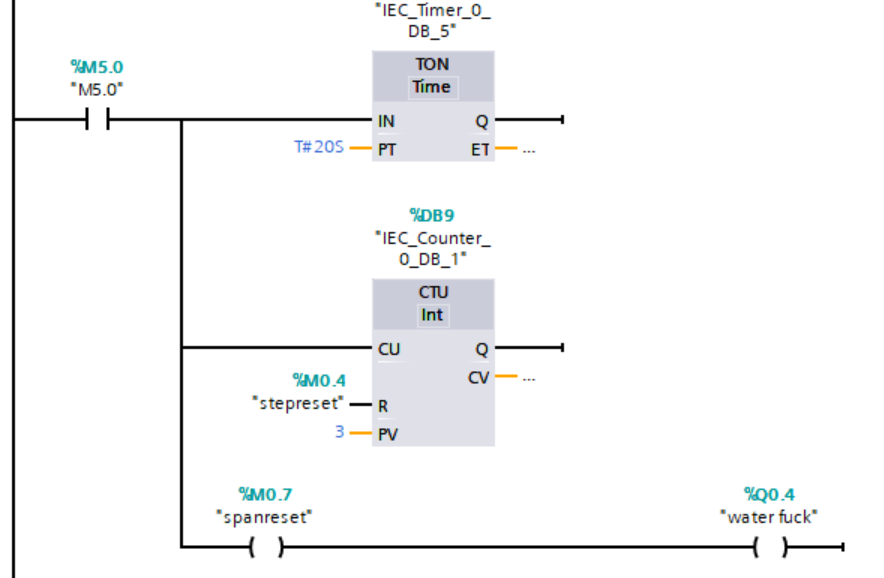 "IEC_Timer_0_
DB_5"
TON
Time
%M5.0
"M5.0"
IN Q
T#20S PT ET ...
%DB9
"IEC_Counter_
0_DB_1"
CTU
Int
CU Q
CV ...
%M0.4
"stepreset" R
3 PV
%M0.7 %Q0.4
"spanreset" "water fuck"